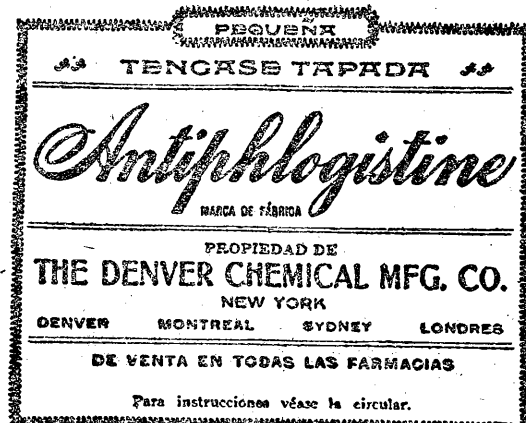 PEQUEÑA
TENGASE TAPADA
Antiphlogistine
MARCA DE FÁBRICA
PROPIEDAD DE
THE DENVER CHEMICAL MFG. CO.
NEW YORK
DENVER MONTREAL SYDNEY LONDRES
DE VENTA EN TODAS LAS FARMACIAS
Para instrucciones véase la circular.